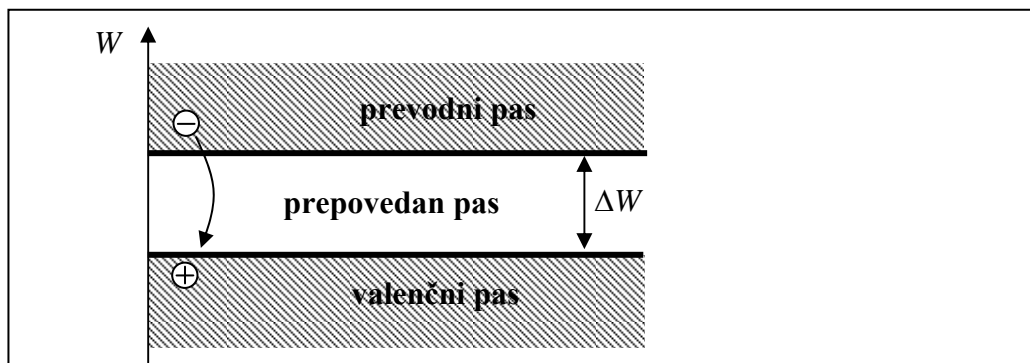 W
prevodni pas
−
prepovedan pas
ΔW
+
valenčni pas